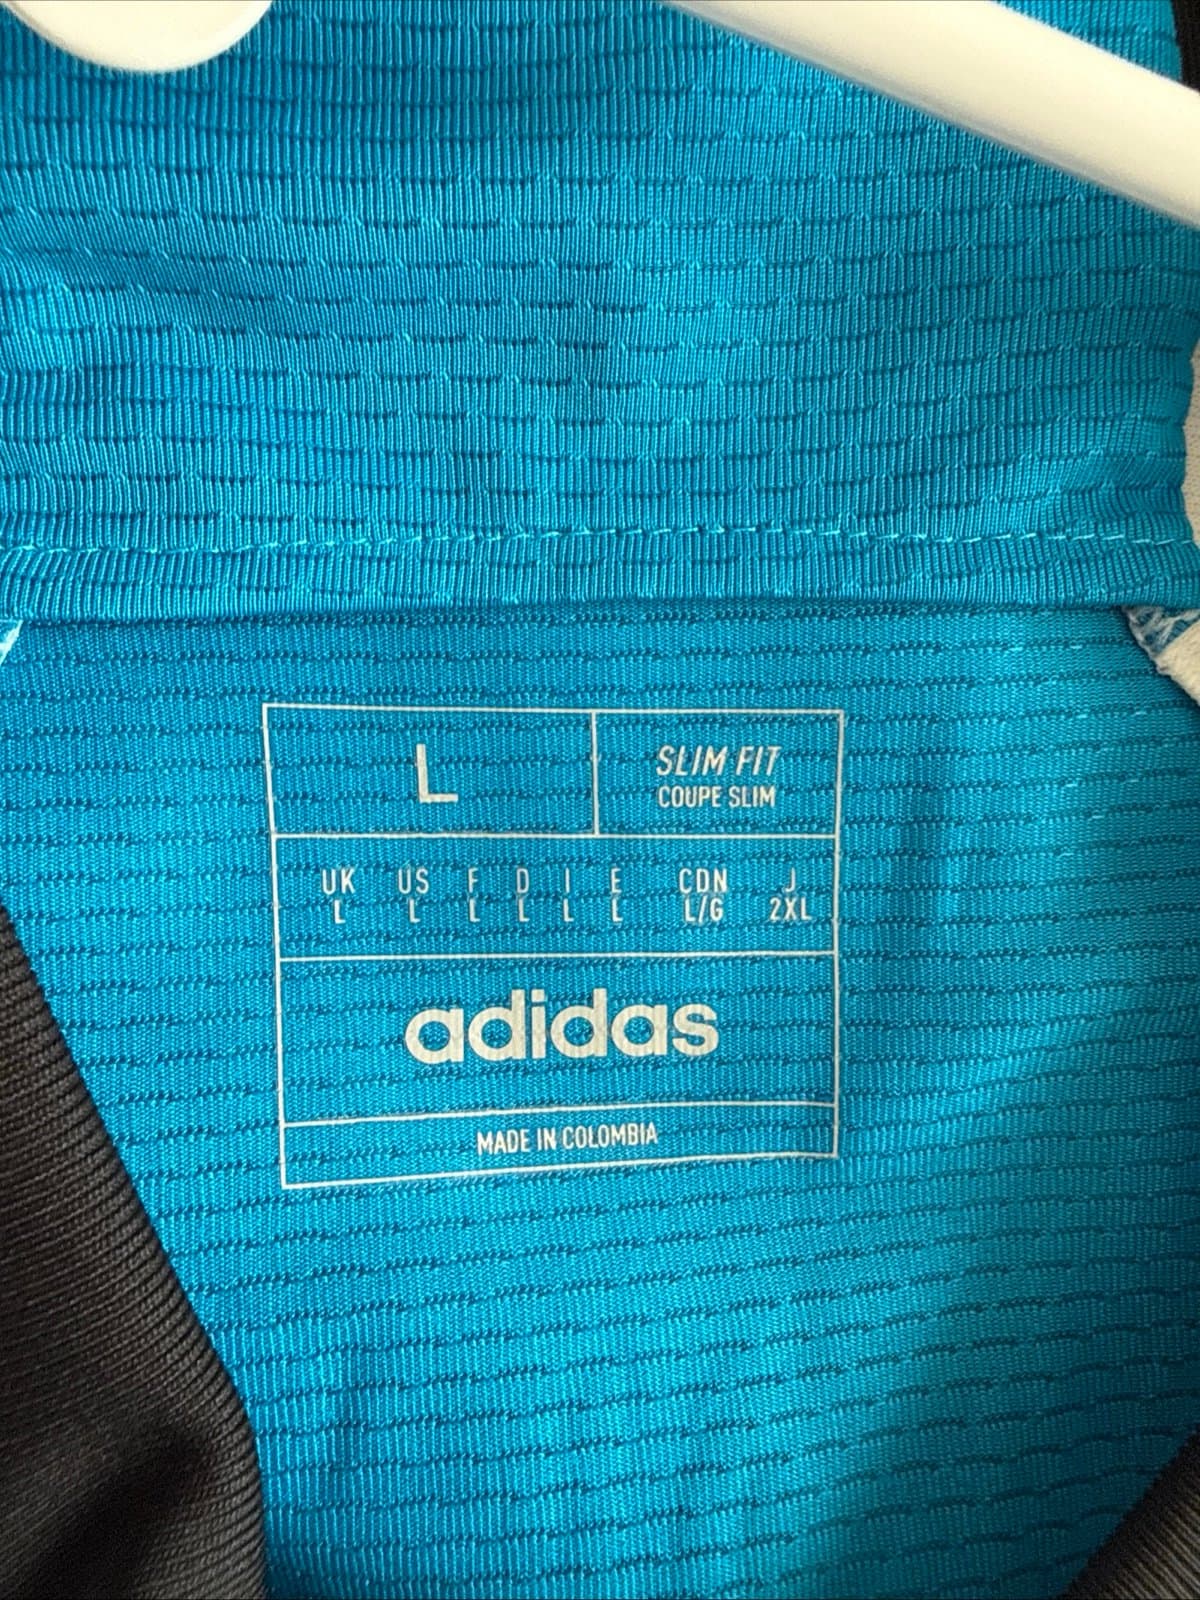 L
SLIM FIT
COUPE SLIM
UK US F D I E CDN J
L L L L L L L/G 2XL
adidas
MADE IN COLOMBIA